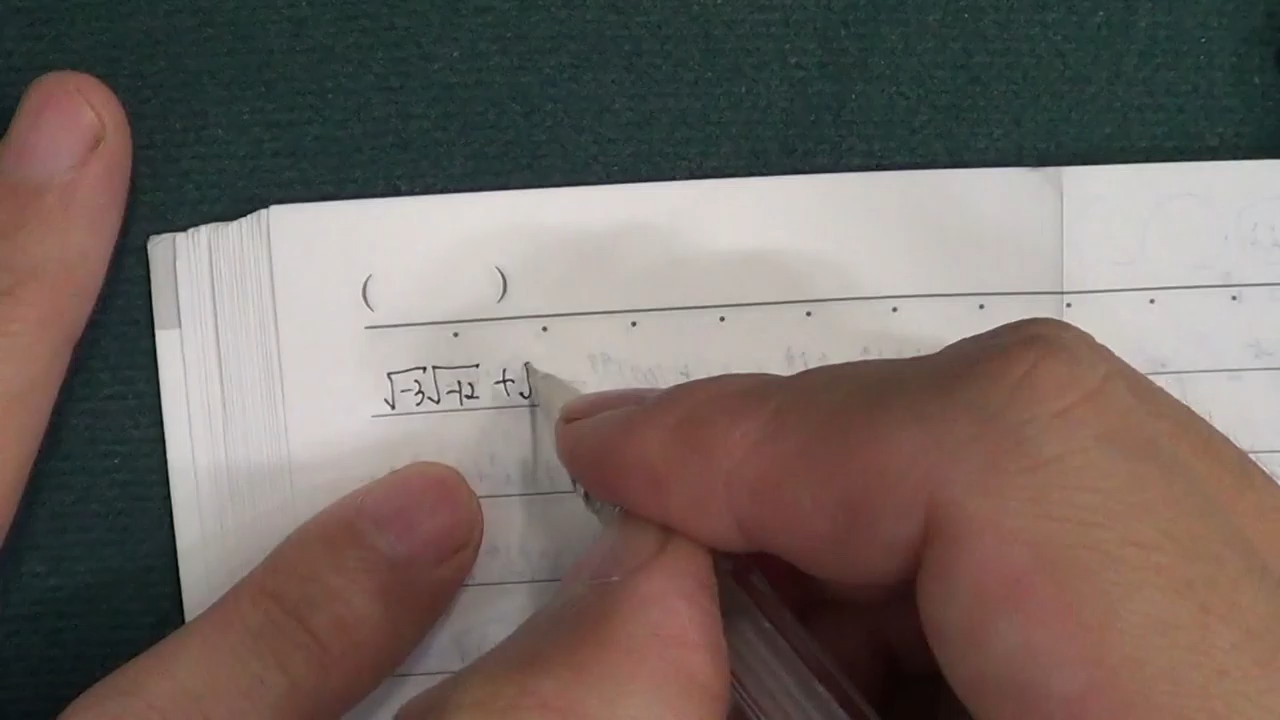 (        )
√-3√-12 + √